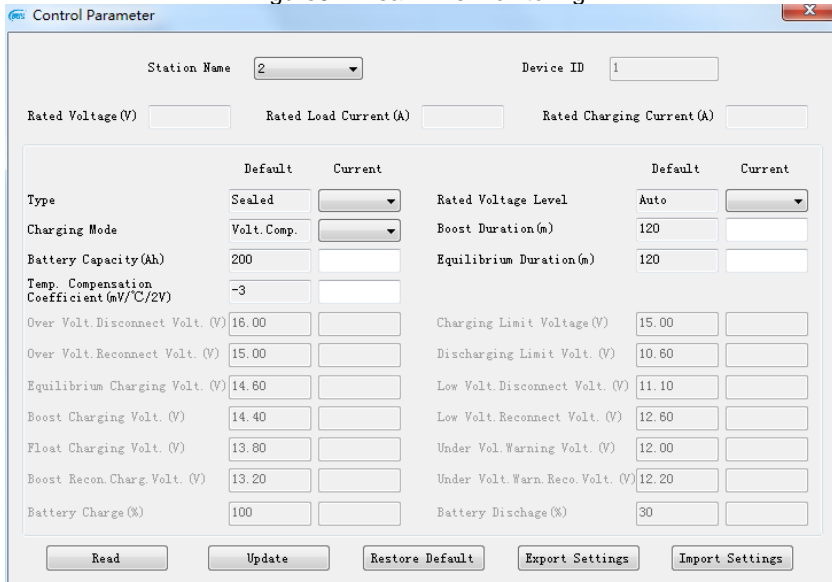 Control Parameter
Station Name 2 Device ID 1
Rated Voltage(V) Rated Load Current(A) Rated Charging Current(A)
Default Current Default Current
Type Sealed Rated Voltage Level Auto
Charging Mode Volt.Comp. Boost Duration(m) 120
Battery Capacity(Ah) 200 Equilibrium Duration(m) 120
Temp. Compensation
Coefficient(mV/℃/2V) -3
Over Volt.Disconnect Volt. (V) 16.00 Charging Limit Voltage(V) 15.00
Over Volt.Reconnect Volt. (V) 15.00 Discharging Limit Volt. (V) 10.60
Equilibrium Charging Volt. (V) 14.60 Low Volt.Disconnect Volt. (V) 11.10
Boost Charging Volt. (V) 14.40 Low Volt.Reconnect Volt. (V) 12.60
Float Charging Volt. (V) 13.80 Under Vol.Warning Volt. (V) 12.00
Boost Recon.Charg.Volt. (V) 13.20 Under Volt.Warn.Reco.Volt. (V) 12.20
Battery Charge(%) 100 Battery Dischage(%) 30
Read Update Restore Default Export Settings Import Settings